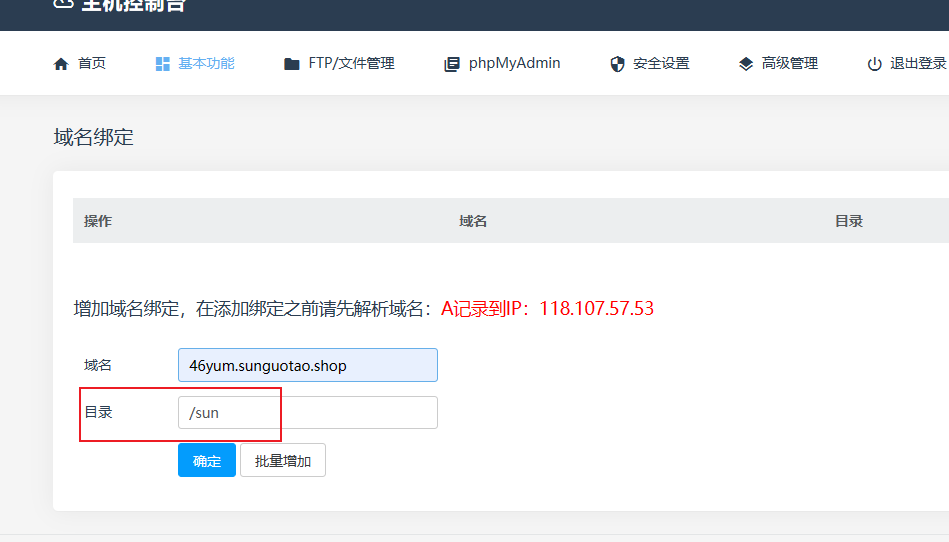 主机控制台
首页 基本功能 FTP/文件管理 phpMyAdmin 安全设置 高级管理 退出登录
域名绑定
操作 域名 目录
增加域名绑定，在添加绑定之前请先解析域名：A记录到IP：118.107.57.53
域名 46yum.sunguotao.shop
目录 /sun
确定 批量增加